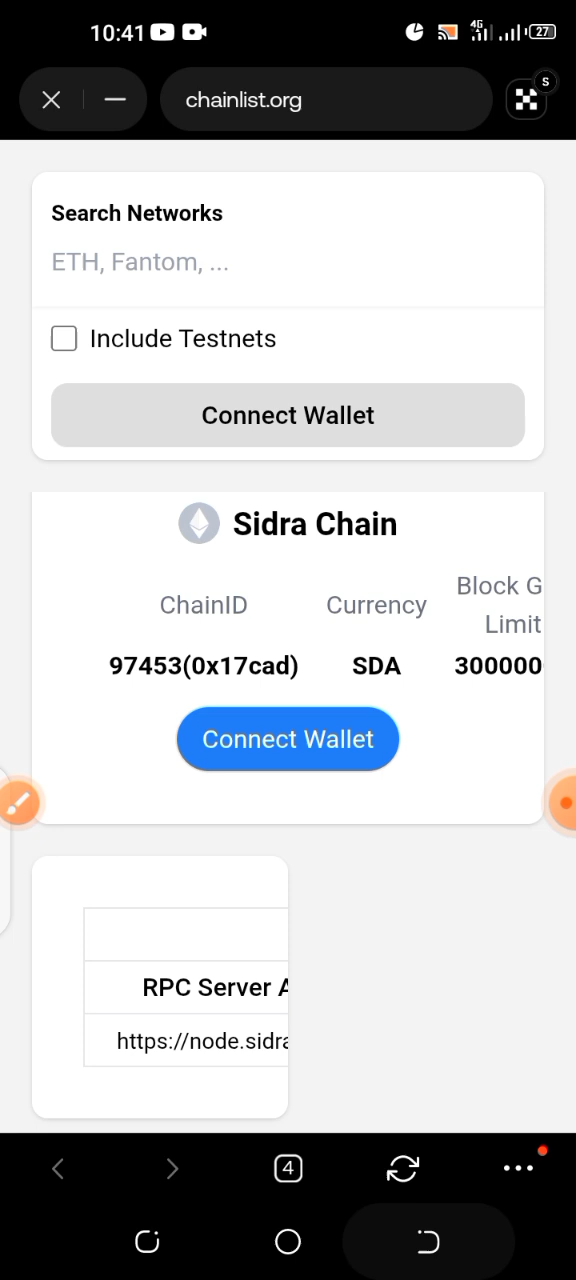 10:41
4G
27
chainlist.org
S
Search Networks
ETH, Fantom, ...
Include Testnets
Connect Wallet
Sidra Chain
ChainID
Currency
Block G
Limit
97453(0x17cad)
SDA
300000
Connect Wallet
RPC Server A
https://node.sidra
4